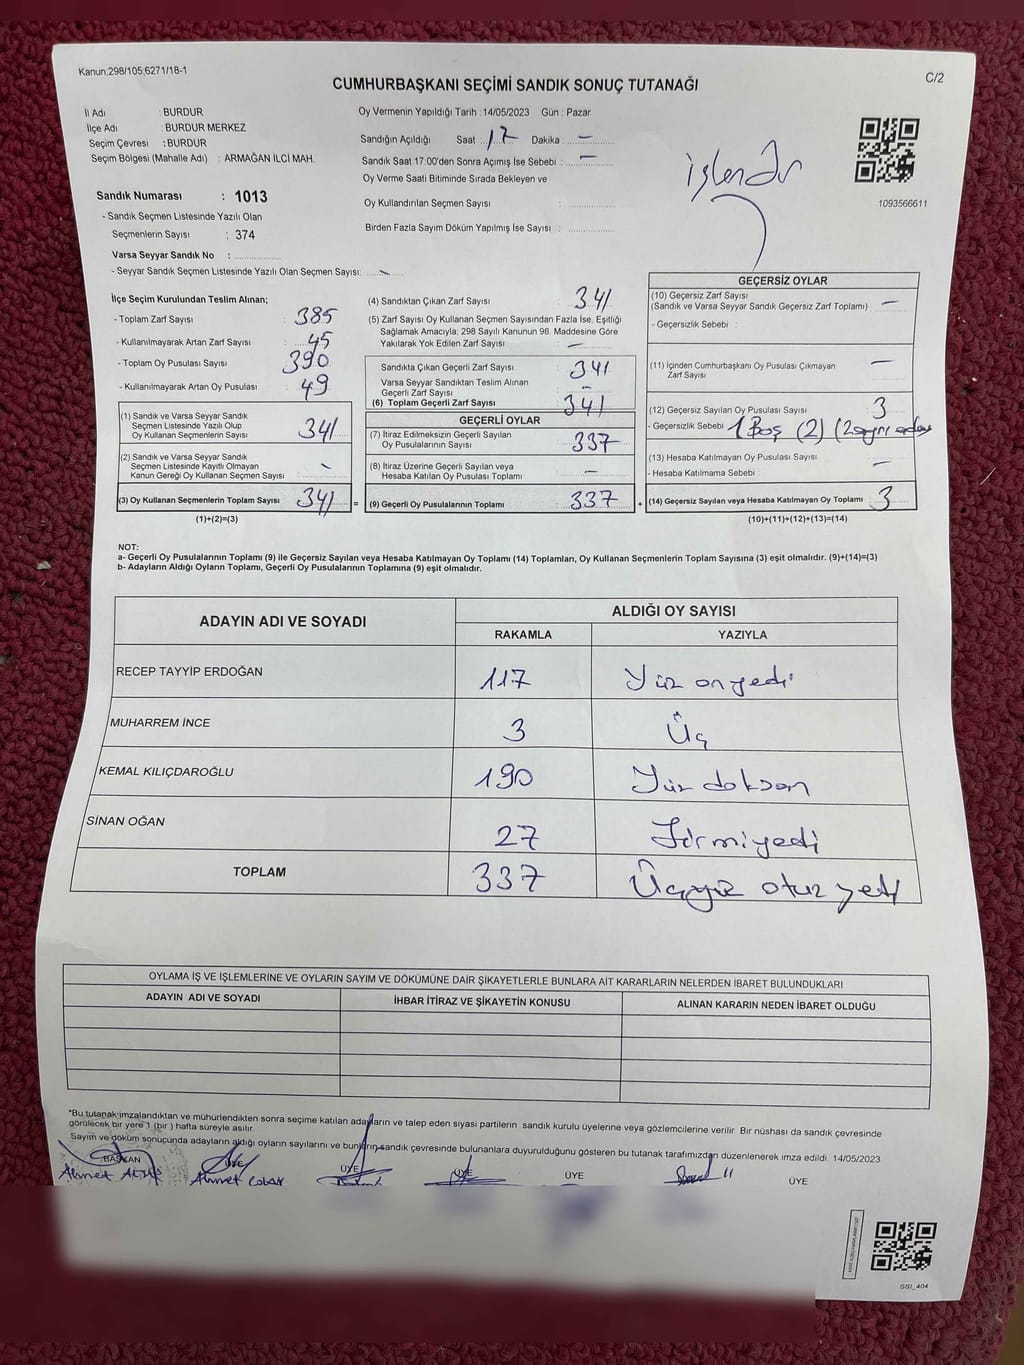 Kanun;298/105;6271/18-1
C/2
CUMHURBAŞKANI SEÇİMİ SANDIK SONUÇ TUTANAĞI
İl Adı : BURDUR
İlçe Adı : BURDUR MERKEZ
Seçim Çevresi : BURDUR
Seçim Bölgesi (Mahalle Adı) : ARMAĞAN İLCİ MAH.
Sandık Numarası : 1013
- Sandık Seçmen Listesinde Yazılı Olan
Seçmenlerin Sayısı : 374
Varsa Seyyar Sandık No :
- Seyyar Sandık Seçmen Listesinde Yazılı Olan Seçmen Sayısı: -
Oy Vermenin Yapıldığı Tarih : 14/05/2023 Gün : Pazar
Sandığın Açıldığı Saat : 17 Dakika : -
Sandık Saat 17:00'den Sonra Açımış İse Sebebi : -
Oy Verme Saati Bitiminde Sırada Bekleyen ve
Oy Kullandırılan Seçmen Sayısı :
Birden Fazla Sayım Döküm Yapılmış İse Sayısı :
işlendi
1093566611
İlçe Seçim Kurulundan Teslim Alınan;
- Toplam Zarf Sayısı : 385
- Kullanılmayarak Artan Zarf Sayısı : 45
- Toplam Oy Pusulası Sayısı : 390
- Kullanılmayarak Artan Oy Pusulası : 49
(1) Sandık ve Varsa Seyyar Sandık
Seçmen Listesinde Yazılı Olup
Oy Kullanan Seçmenlerin Sayısı : 341
(2) Sandık ve Varsa Seyyar Sandık
Seçmen Listesinde Kayıtlı Olmayan
Kanun Gereği Oy Kullanan Seçmen Sayısı : -
(3) Oy Kullanan Seçmenlerin Toplam Sayısı : 341 =
(1)+(2)=(3)
(4) Sandıktan Çıkan Zarf Sayısı : 341
(5) Zarf Sayısı Oy Kullanan Seçmen Sayısından Fazla İse, Eşitliği
Sağlamak Amacıyla; 298 Sayılı Kanunun 98. Maddesine Göre
Yakılarak Yok Edilen Zarf Sayısı : -
Sandıkta Çıkan Geçerli Zarf Sayısı : 341
Varsa Seyyar Sandıktan Teslim Alınan
Geçerli Zarf Sayısı : -
(6) Toplam Geçerli Zarf Sayısı : 341
GEÇERLİ OYLAR
(7) İtiraz Edilmeksizin Geçerli Sayılan
Oy Pusulalarının Sayısı : 337
(8) İtiraz Üzerine Geçerli Sayılan veya
Hesaba Katılan Oy Pusulası Toplamı : -
(9) Geçerli Oy Pusulalarının Toplamı : 337 +
GEÇERSİZ OYLAR
(10) Geçersiz Zarf Sayısı
(Sandık ve Varsa Seyyar Sandık Geçersiz Zarf Toplamı) : -
- Geçersizlik Sebebi :
(11) İçinden Cumhurbaşkanı Oy Pusulası Çıkmayan
Zarf Sayısı : -
(12) Geçersiz Sayılan Oy Pusulası Sayısı : 3
- Geçersizlik Sebebi : 1 Boş (2) (2
(13) Hesaba Katılmayan Oy Pusulası Sayısı : -
- Hesaba Katılmama Sebebi :
(14) Geçersiz Sayılan veya Hesaba Katılmayan Oy Toplamı : 3
(10)+(11)+(12)+(13)=(14)
NOT:
a- Geçerli Oy Pusulalarının Toplamı (9) ile Geçersiz Sayılan veya Hesaba Katılmayan Oy Toplamı (14) Toplamları, Oy Kullanan Seçmenlerin Toplam Sayısına (3) eşit olmalıdır. (9)+(14)=(3)
b- Adayların Aldığı Oyların Toplamı, Geçerli Oy Pusulalarının Toplamına (9) eşit olmalıdır.
ADAYIN ADI VE SOYADI ALDIĞI OY SAYISI
RAKAMLA YAZIYLA
RECEP TAYYİP ERDOĞAN 117 Yüz onyedi
MUHARREM İNCE 3 Üç
KEMAL KILIÇDAROĞLU 190 Yüz doksan
SİNAN OĞAN 27 Yirmiyedi
TOPLAM 337 Üçyüz otuz yedi
OYLAMA İŞ VE İŞLEMLERİNE VE OYLARIN SAYIM VE DÖKÜMÜNE DAİR ŞİKAYETLERLE BUNLARA AİT KARARLARIN NELERDEN İBARET BULUNDUKLARI
ADAYIN ADI VE SOYADI İHBAR İTİRAZ VE ŞİKAYETİN KONUSU ALINAN KARARIN NEDEN İBARET OLDUĞU
*Bu tutanak imzalandıktan ve mühürlendikten sonra seçime katılan adayların ve talep eden siyasi partilerin sandık kurulu üyelerine veya gözlemcilerine verilir. Bir nüshası da sandık çevresinde
görülecek bir yere 1 (bir) hafta süreyle asılır.
Sayım ve döküm sonucunda adayların aldığı oyların sayılarını ve bunların sandık çevresinde bulunanlara duyurulduğunu gösteren bu tutanak tarafımızdan düzenlenerek imza edildi. 14/05/2023
BAŞKAN ÜYE ÜYE ÜYE ÜYE ÜYE
Ahmet Ahmet Çoban
SSI_404